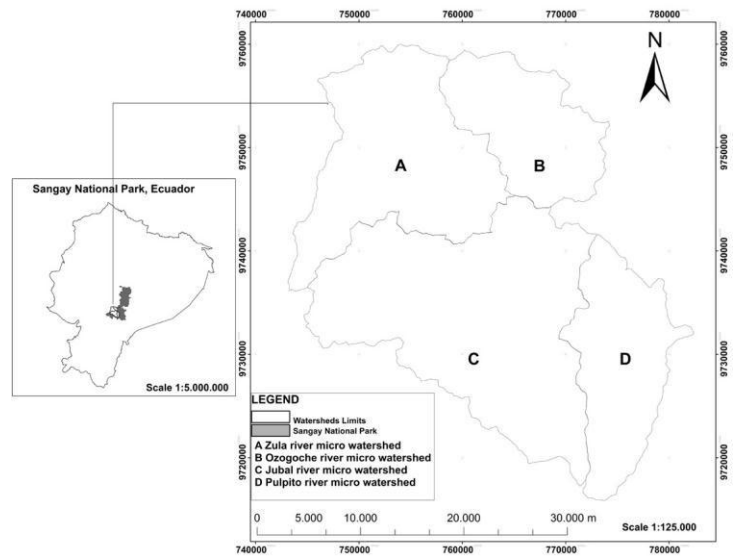 740000 750000 760000 770000 780000
9760000 9760000
N
A B
9750000 9750000
Sangay National Park, Ecuador
9740000 9740000
9730000 9730000
C D
Scale 1:5.000.000
LEGEND
Watersheds Limits
Sangay National Park
A Zula river micro watershed
B Ozogoche river micro watershed
C Jubal river micro watershed
D Pulpito river micro watershed
9720000 9720000
0 5.000 10.000 20.000 30.000 m
Scale 1:125.000
740000 750000 760000 770000 780000